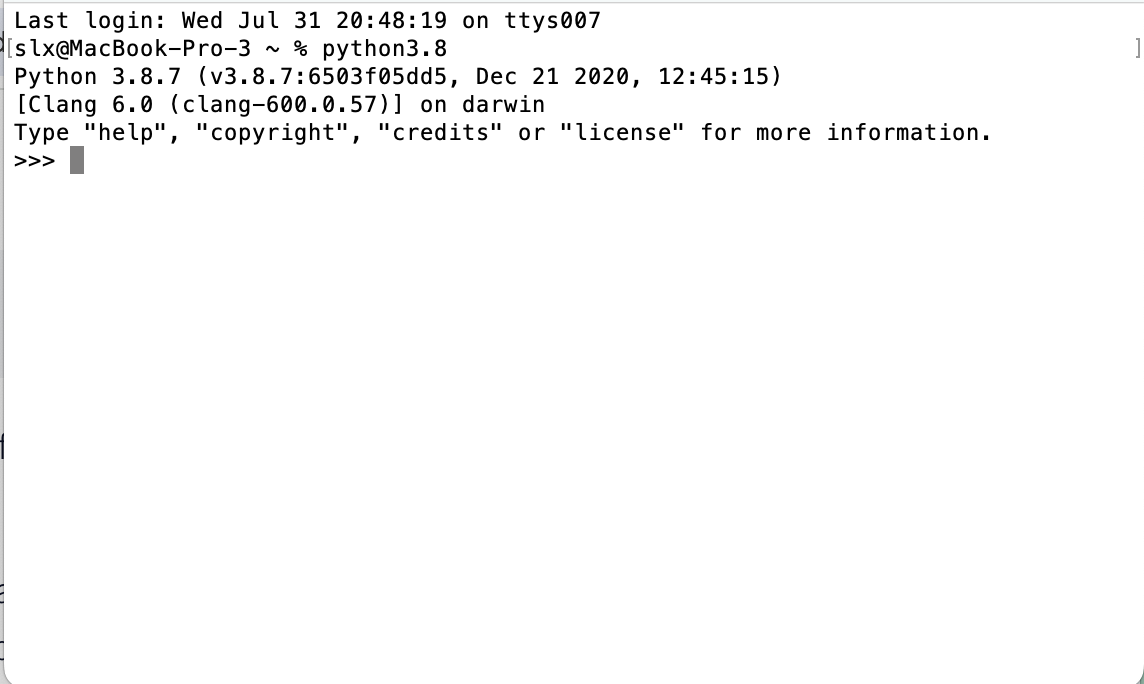 Last login: Wed Jul 31 20:48:19 on ttys007
[slx@MacBook-Pro-3 ~ % python3.8 ]
Python 3.8.7 (v3.8.7:6503f05dd5, Dec 21 2020, 12:45:15)
[Clang 6.0 (clang-600.0.57)] on darwin
Type "help", "copyright", "credits" or "license" for more information.
>>>